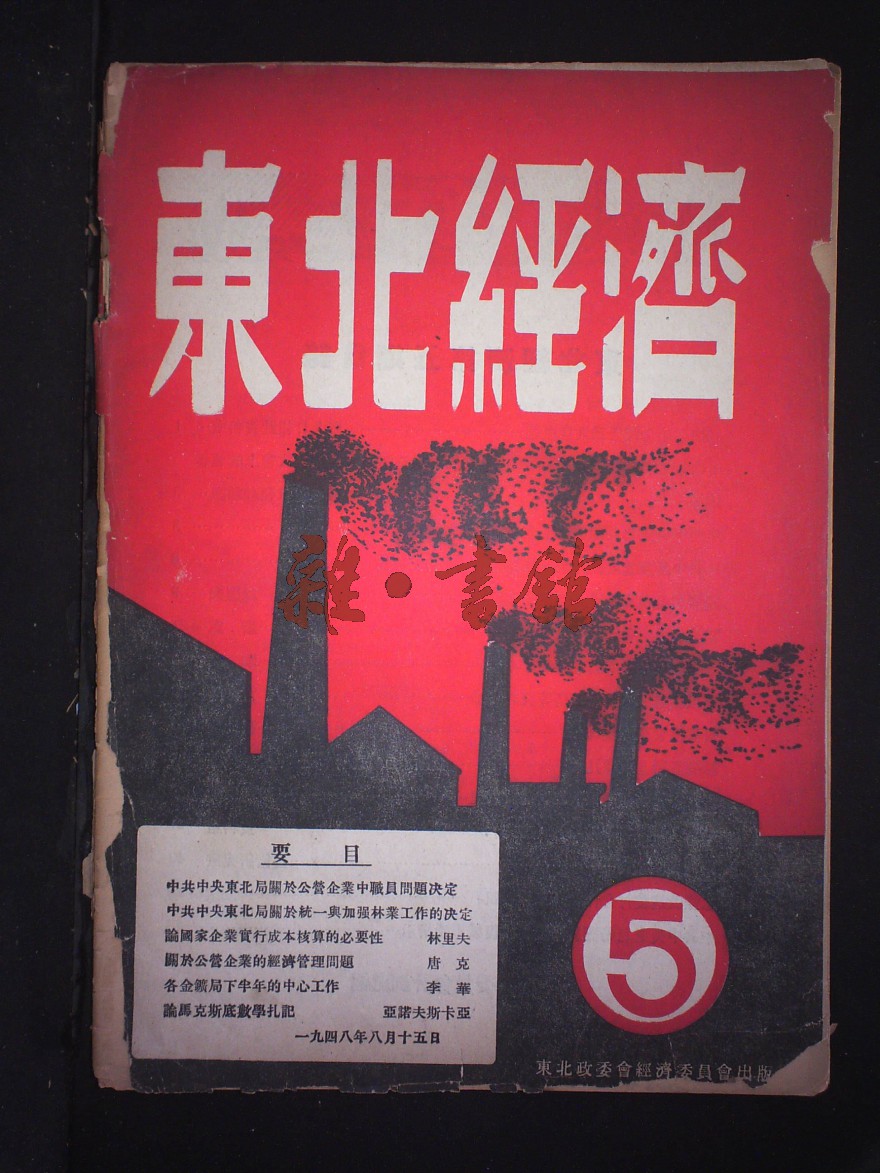 東北經濟
雜·書館
要目
中共中央東北局關於公營企業中職員問題決定
中共中央東北局關於統一與加强林業工作的決定
論國家企業實行成本核算的必要性 林里夫
關於公營企業的經濟管理問題 唐克
各金鑛局下半年的中心工作 李華
論馬克斯底數學扎記 亞諾夫斯卡亞
一九四八年八月十五日
5
東北政委會經濟委員會出版